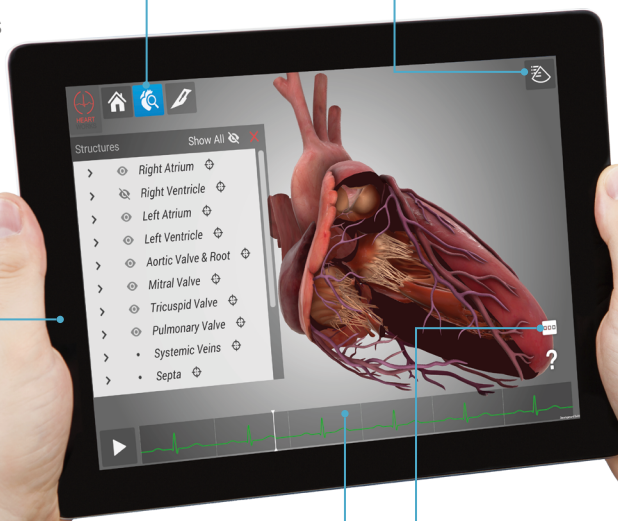 HEART
Structures
Show All
Right Atrium
Right Ventricle
Left Atrium
Left Ventricle
Aortic Valve & Root
Mitral Valve
Tricuspid Valve
Pulmonary Valve
Systemic Veins
Septa
?